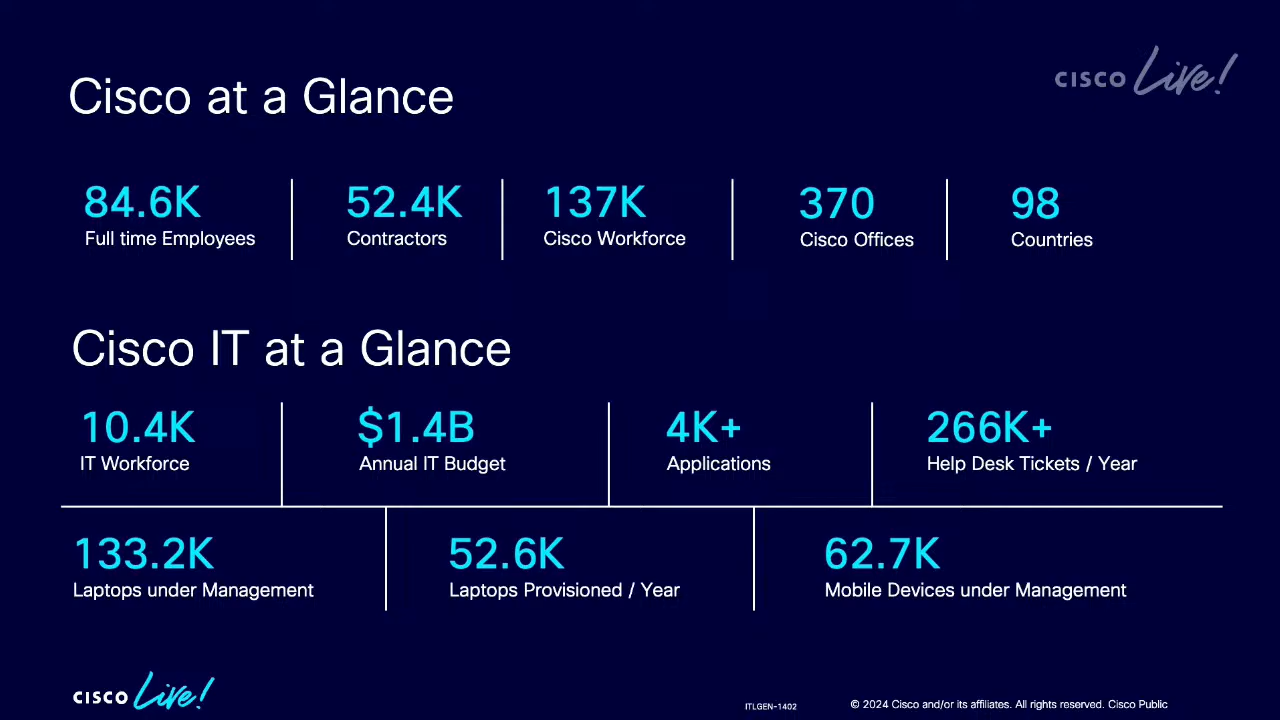 Cisco at a Glance
CISCO Live!
84.6K
Full time Employees
52.4K
Contractors
137K
Cisco Workforce
370
Cisco Offices
98
Countries
Cisco IT at a Glance
10.4K
IT Workforce
$1.4B
Annual IT Budget
4K+
Applications
266K+
Help Desk Tickets / Year
133.2K
Laptops under Management
52.6K
Laptops Provisioned / Year
62.7K
Mobile Devices under Management
CISCO Live!
ITLGEN-1402
© 2024 Cisco and/or its affiliates. All rights reserved. Cisco Public